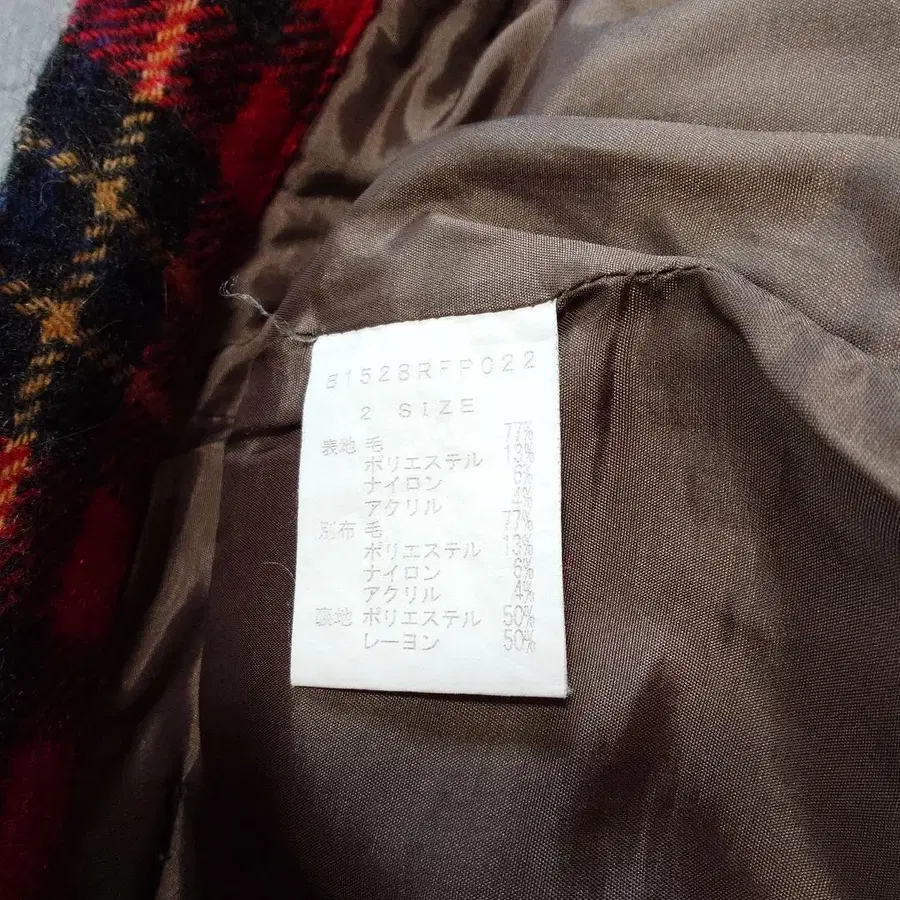 B1528RFP022
2 SIZE
表地 毛 77%
ポリエステル 13%
ナイロン 6%
アクリル 4%
別布 毛 77%
ポリエステル 13%
ナイロン 6%
アクリル 4%
裏地 ポリエステル 50%
レーヨン 50%